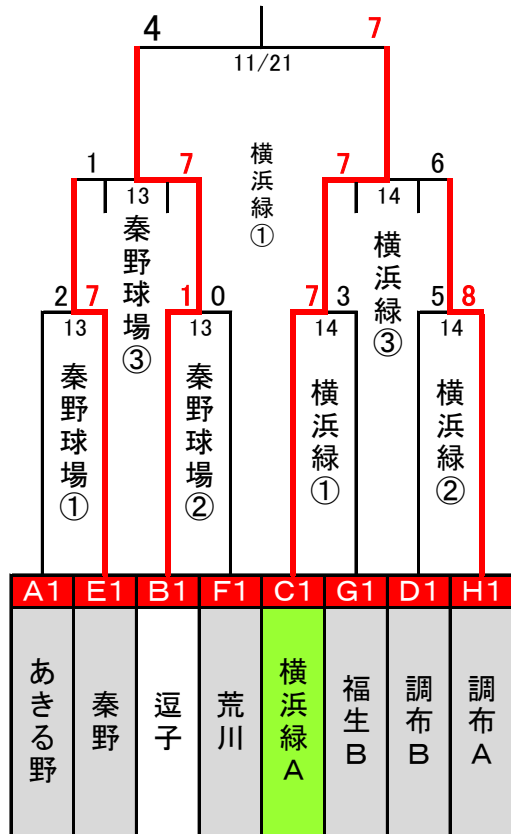 4 7
11/21
横浜緑①
1 7 7 6
13 14
秦野球場③
横浜緑③
2 7 1 0 7 3 5 8
13 13 14 14
秦野球場①
秦野球場②
横浜緑①
横浜緑②
A1 E1 B1 F1 C1 G1 D1 H1
あきる野
秦野
逗子
荒川
横浜緑A
福生B
調布B
調布A